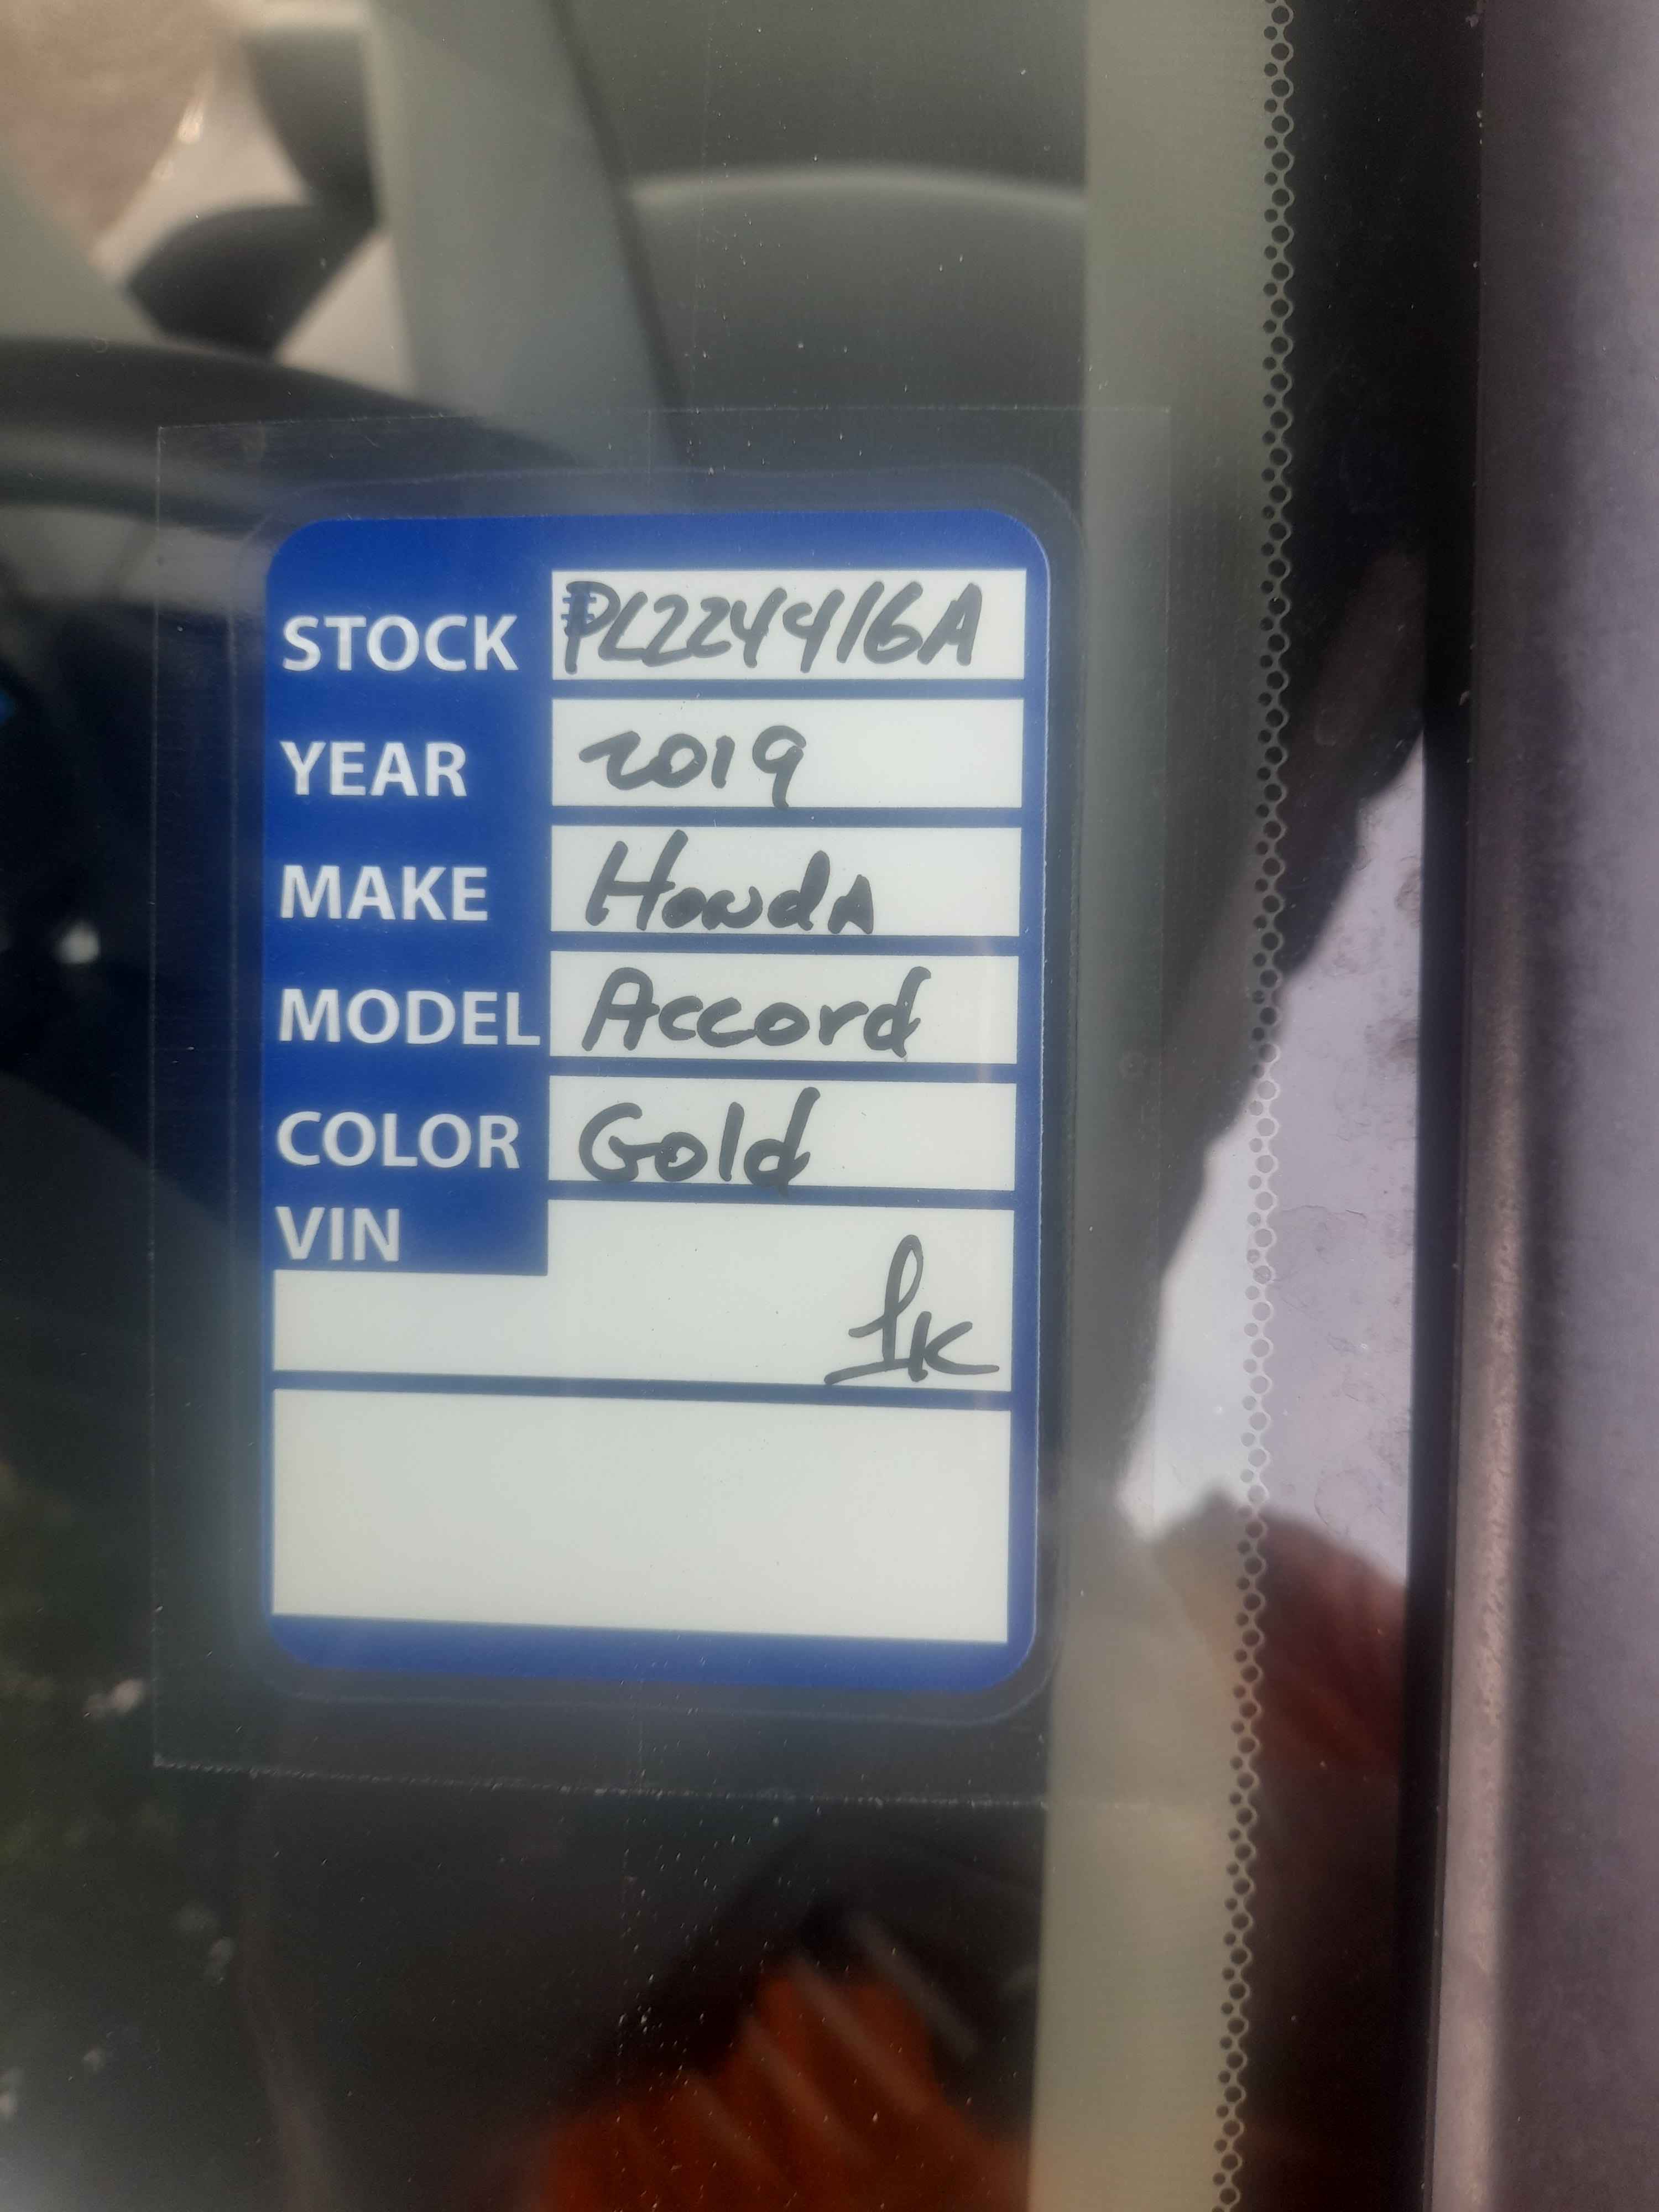 STOCK #PL224416A
YEAR 2019
MAKE HondA
MODEL Accord
COLOR Gold
VIN
1K